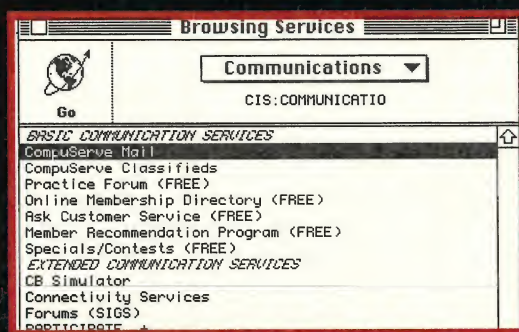 Browsing Services
Communications
CIS:COMMUNICATIO
Go
BASIC COMMUNICATION SERVICES
CompuServe Mail
CompuServe Classifieds
Practice Forum (FREE)
Online Membership Directory (FREE)
Ask Customer Service (FREE)
Member Recommendation Program (FREE)
Specials/Contests (FREE)
EXTENDED COMMUNICATION SERVICES
CB Simulator
Connectivity Services
Forums (SIGS)
PARTICIPATE +